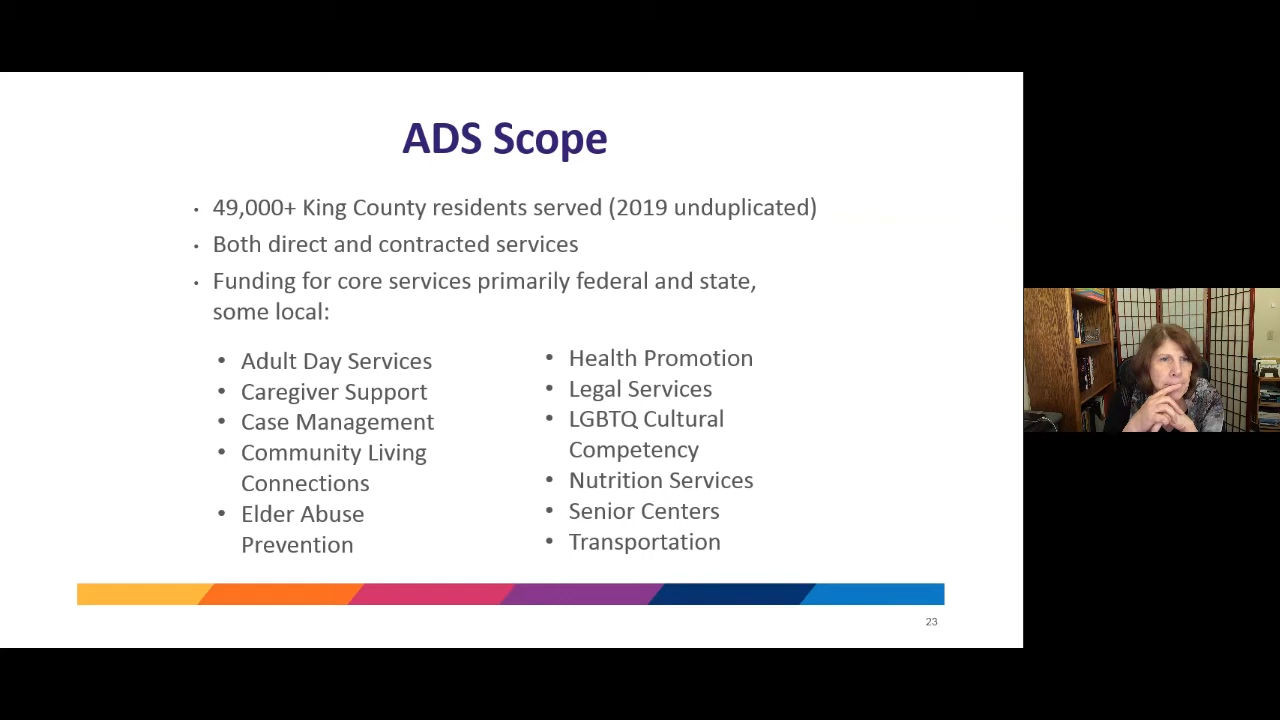 ADS Scope
• 49,000+ King County residents served (2019 unduplicated)
• Both direct and contracted services
• Funding for core services primarily federal and state,
some local:
• Adult Day Services
• Caregiver Support
• Case Management
• Community Living
Connections
• Elder Abuse
Prevention
• Health Promotion
• Legal Services
• LGBTQ Cultural
Competency
• Nutrition Services
• Senior Centers
• Transportation
23